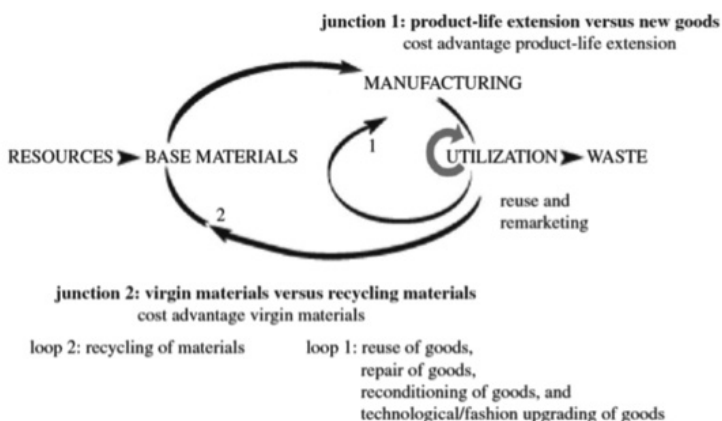 junction 1: product-life extension versus new goods
cost advantage product-life extension
MANUFACTURING
RESOURCES BASE MATERIALS
1
UTILIZATION WASTE
reuse and
remarketing
2
junction 2: virgin materials versus recycling materials
cost advantage virgin materials
loop 2: recycling of materials
loop 1: reuse of goods,
repair of goods,
reconditioning of goods, and
technological/fashion upgrading of goods